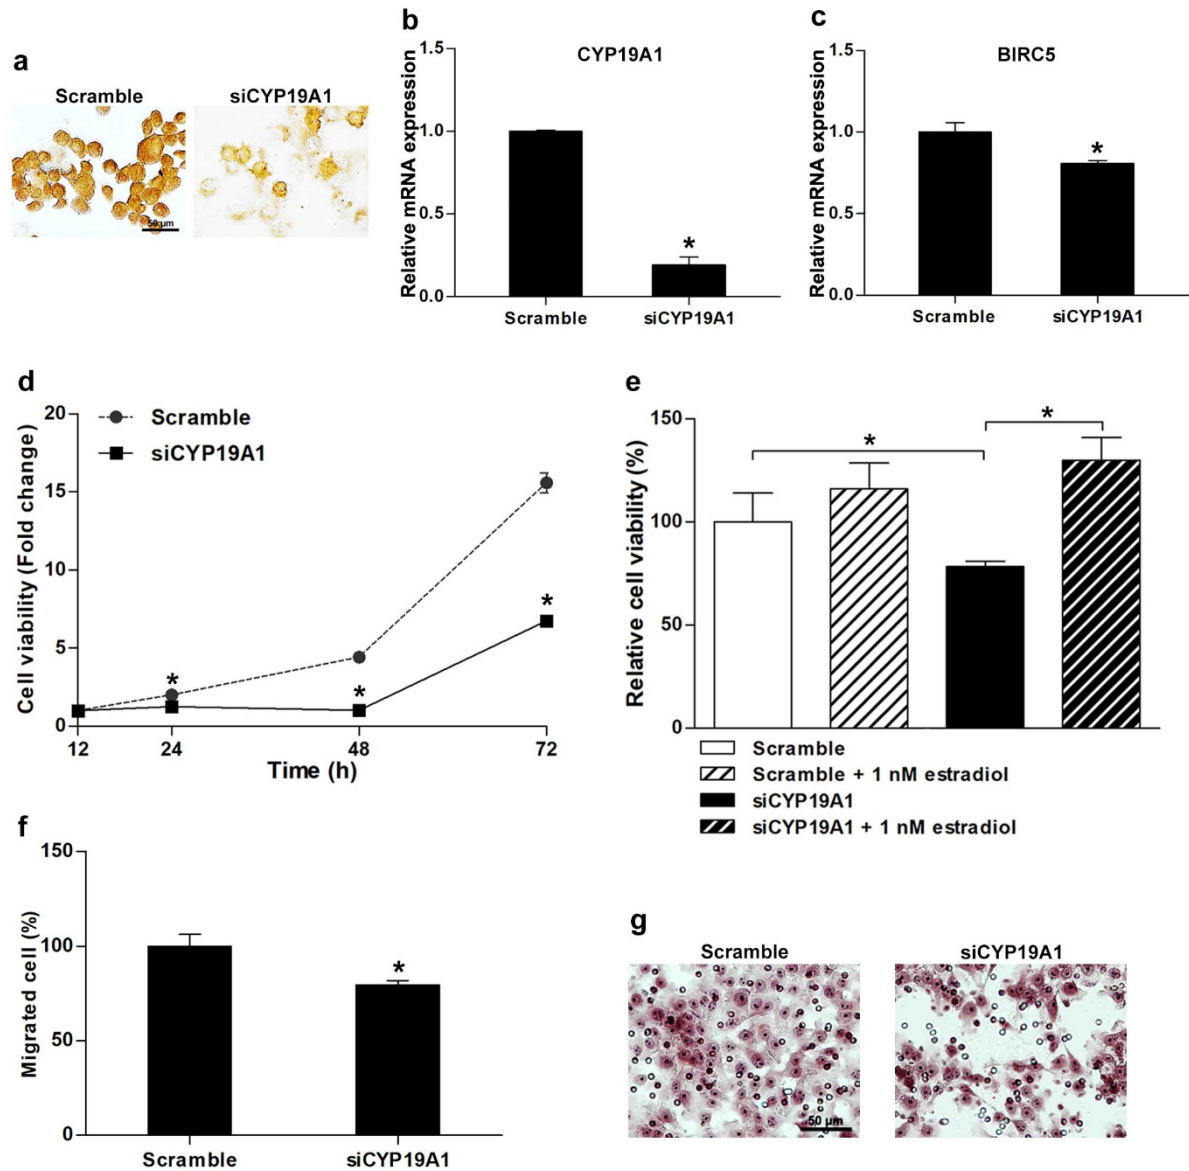 a
Scramble
siCYP19A1
50 µm
b
CYP19A1
Relative mRNA expression
1.5
1.0
0.5
0.0
Scramble
siCYP19A1
*
c
BIRC5
Relative mRNA expression
1.5
1.0
0.5
0.0
Scramble
siCYP19A1
*
d
Scramble
siCYP19A1
Cell viability (Fold change)
20
15
10
5
0
12
24
48
72
Time (h)
*
*
*
e
Relative cell viability (%)
150
100
50
0
*
*
Scramble
Scramble + 1 nM estradiol
siCYP19A1
siCYP19A1 + 1 nM estradiol
f
Migrated cell (%)
150
100
50
0
Scramble
siCYP19A1
*
g
Scramble
siCYP19A1
50 µm